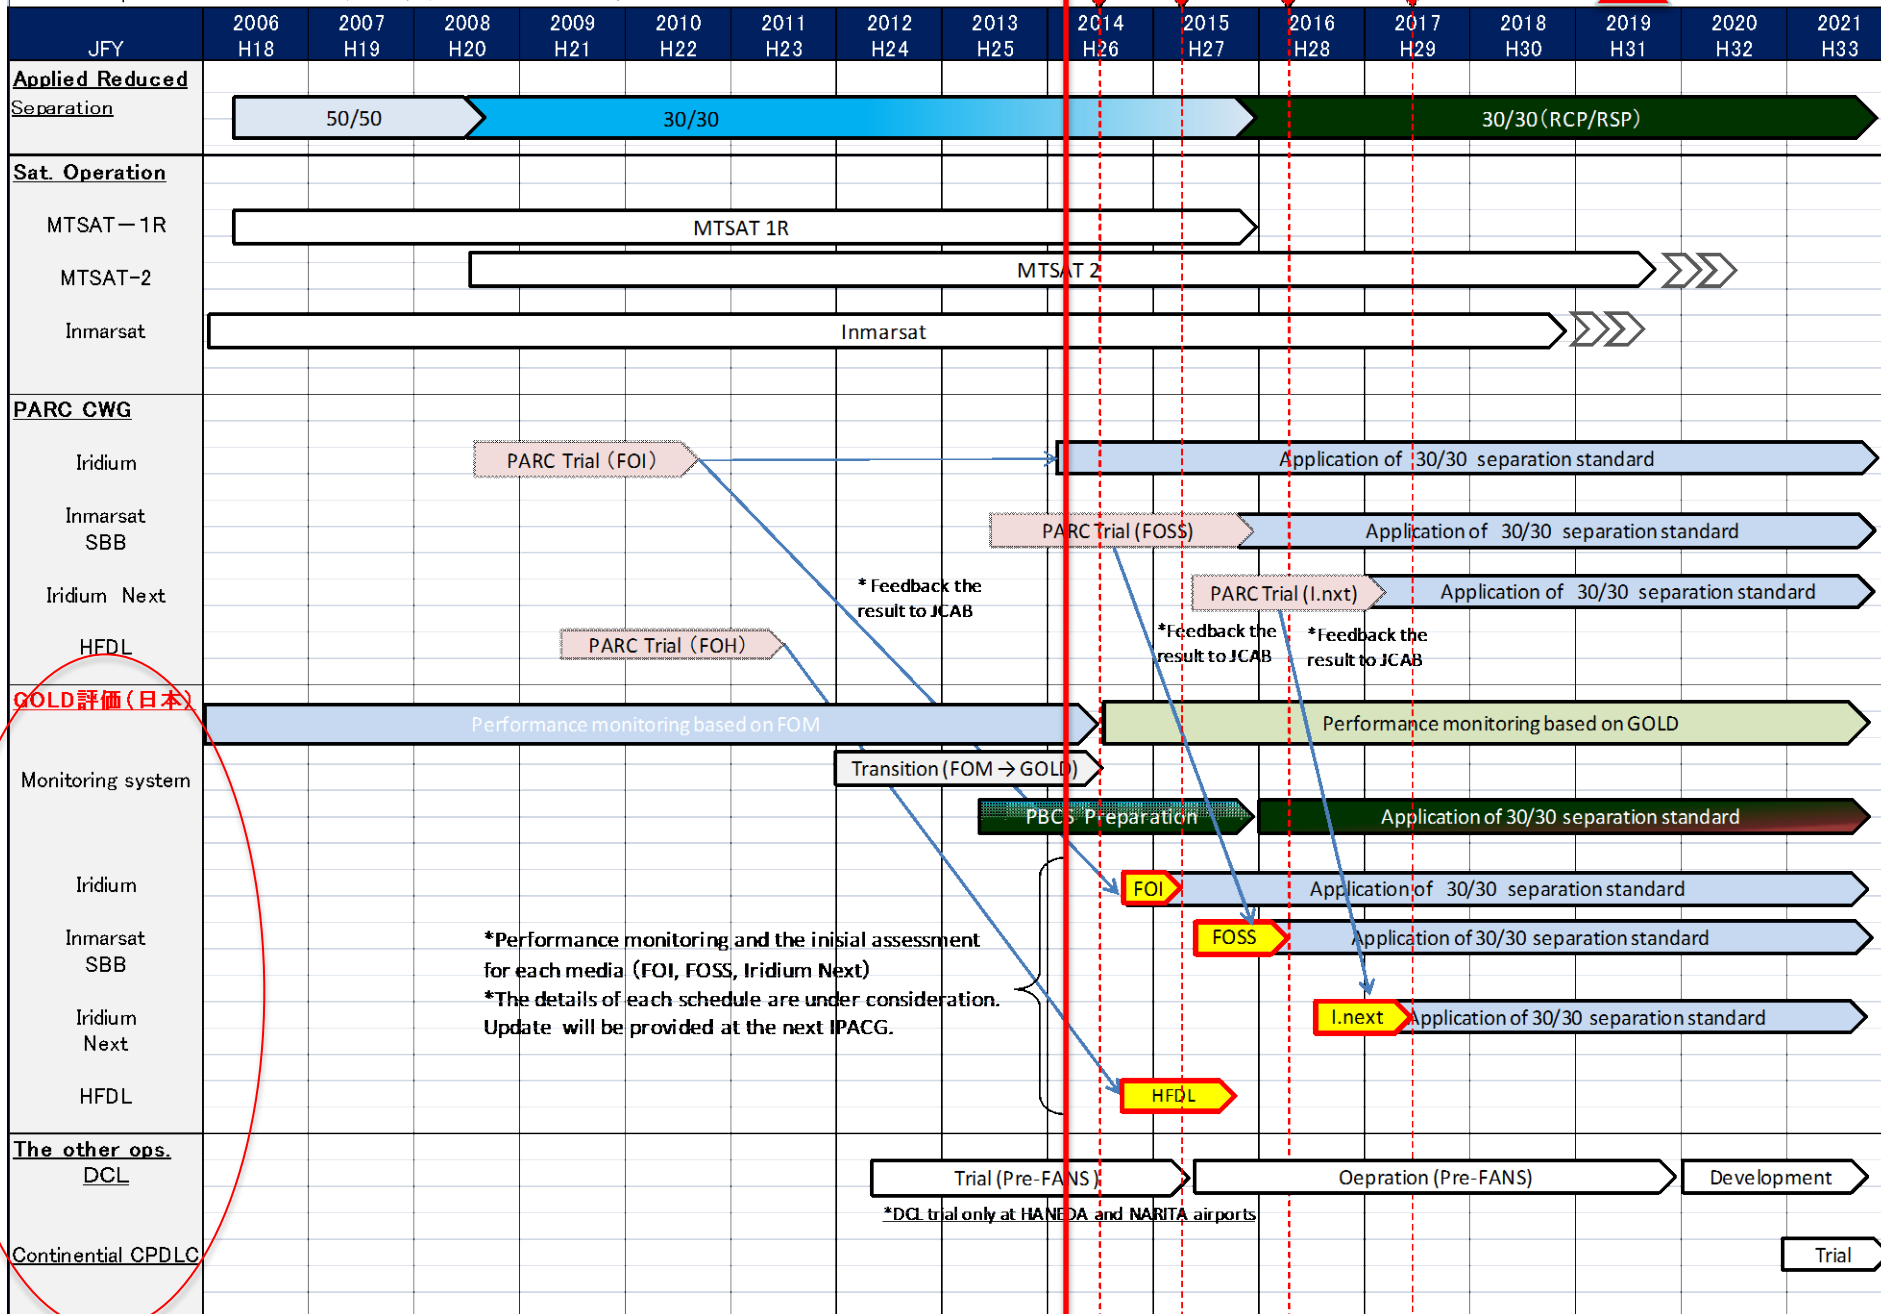 2006 2007 2008 2009 2010 2011 2012 2013 2014 2015 2016 2017 2018 2019 2020 2021
JFY H18 H19 H20 H21 H22 H23 H24 H25 H26 H27 H28 H29 H30 H31 H32 H33
Applied Reduced
Separation
50/50 30/30 30/30(RCP/RSP)
Sat. Operation
MTSAT－1R MTSAT 1R
MTSAT-2 MTSAT 2
Inmarsat Inmarsat
PARC CWG
Iridium PARC Trial (FOI) Application of 30/30 separation standard
Inmarsat
SBB PARC Trial (FOSS) Application of 30/30 separation standard
Iridium Next PARC Trial (I.nxt) Application of 30/30 separation standard
* Feedback the
result to JCAB
*Feedback the
result to JCAB
*Feedback the
result to JCAB
HFDL PARC Trial (FOH)
GOLD評価(日本)
Performance monitoring based on FOM Performance monitoring based on GOLD
Monitoring system Transition (FOM → GOLD)
PBCS Preparation Application of 30/30 separation standard
Iridium FOI Application of 30/30 separation standard
Inmarsat
SBB FOSS Application of 30/30 separation standard
*Performance monitoring and the inisial assessment
for each media (FOI, FOSS, Iridium Next)
*The details of each schedule are under consideration.
Update will be provided at the next IPACG.
Iridium
Next I.next Application of 30/30 separation standard
HFDL HFDL
The other ops.
DCL Trial (Pre-FANS) Oepration (Pre-FANS) Development
*DCL trial only at HANEDA and NARITA airports
Continential CPDLC Trial